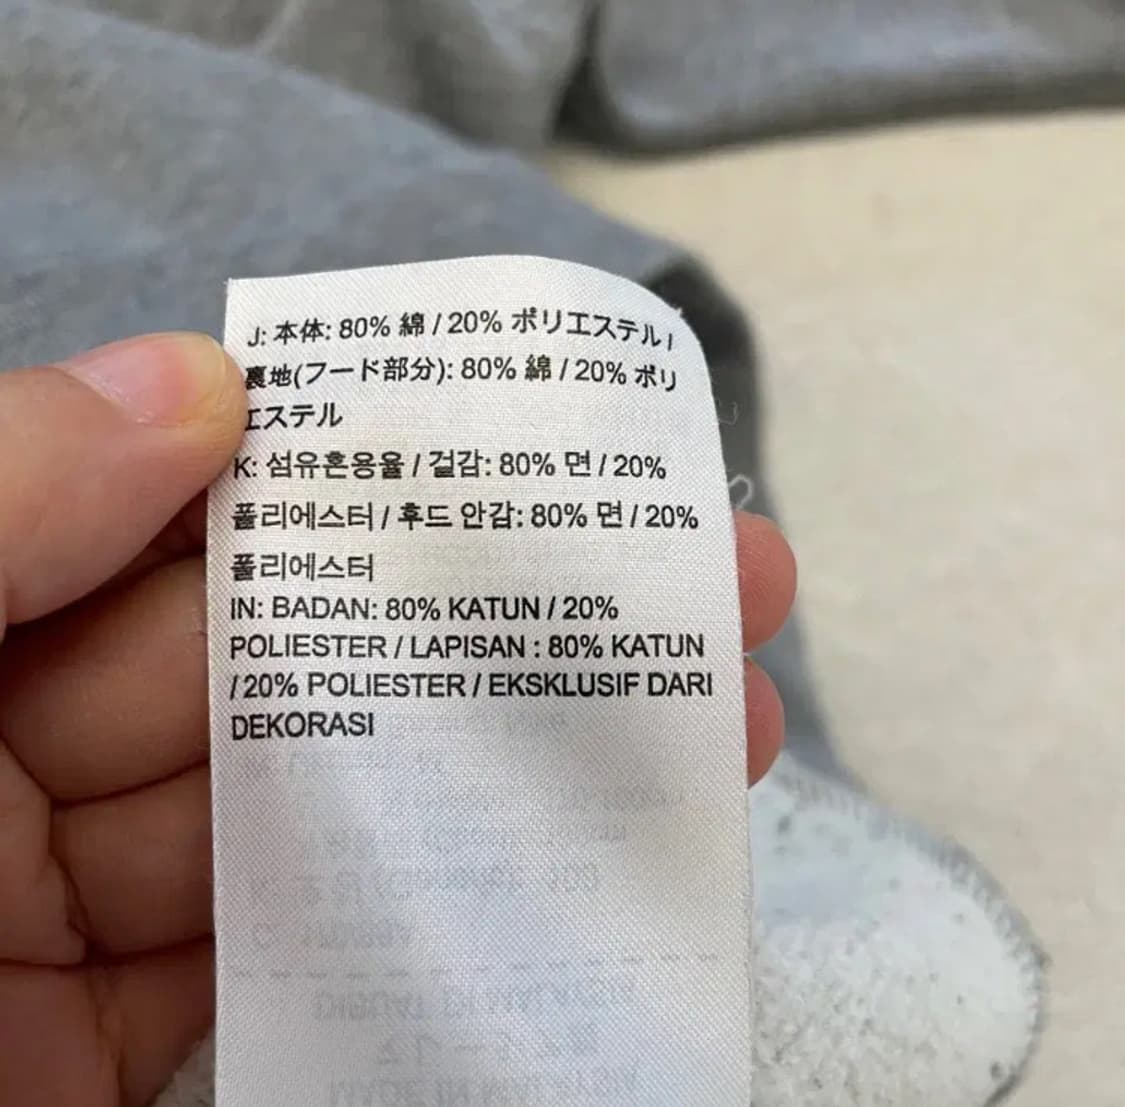 J: 本体: 80% 綿 / 20% ポリエステル /
裏地(フード部分): 80% 綿 / 20% ポリ
エステル
K: 섬유혼용율 / 겉감: 80% 면 / 20%
폴리에스터 / 후드 안감: 80% 면 / 20%
폴리에스터
IN: BADAN: 80% KATUN / 20%
POLIESTER / LAPISAN : 80% KATUN
/ 20% POLIESTER / EKSKLUSIF DARI
DEKORASI